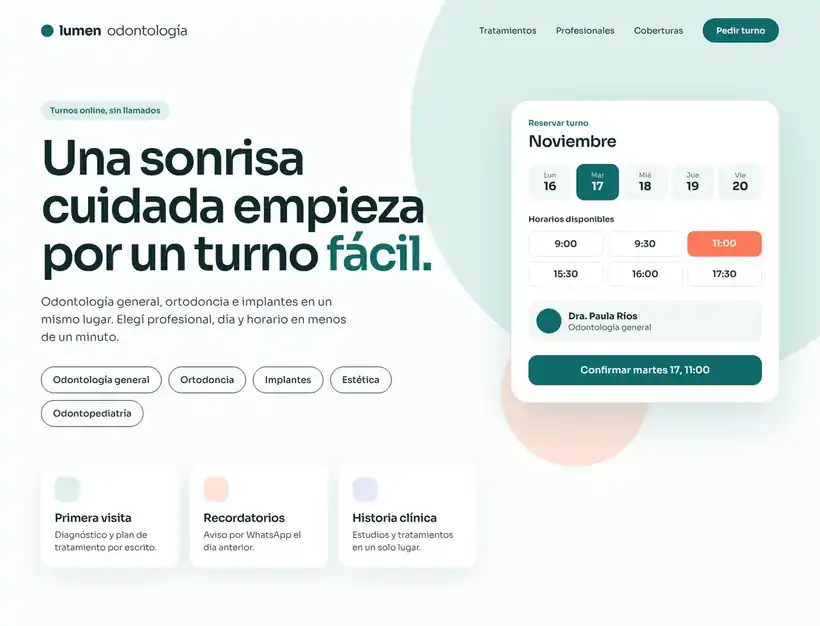 lumen odontología
Tratamientos
Profesionales
Coberturas
Pedir turno
Turnos online, sin llamados
Una sonrisa
cuidada empieza
por un turno fácil.
Odontología general, ortodoncia e implantes en un
mismo lugar. Elegí profesional, día y horario en menos
de un minuto.
Odontología general
Ortodoncia
Implantes
Estética
Odontopediatría
Reservar turno
Noviembre
Lun
16
Mar
17
Mié
18
Jue
19
Vie
20
Horarios disponibles
9:00
9:30
11:00
15:30
16:00
17:30
Dra. Paula Ríos
Odontología general
Confirmar martes 17, 11:00
Primera visita
Diagnóstico y plan de
tratamiento por escrito.
Recordatorios
Aviso por WhatsApp el
día anterior.
Historia clínica
Estudios y tratamientos
en un solo lugar.